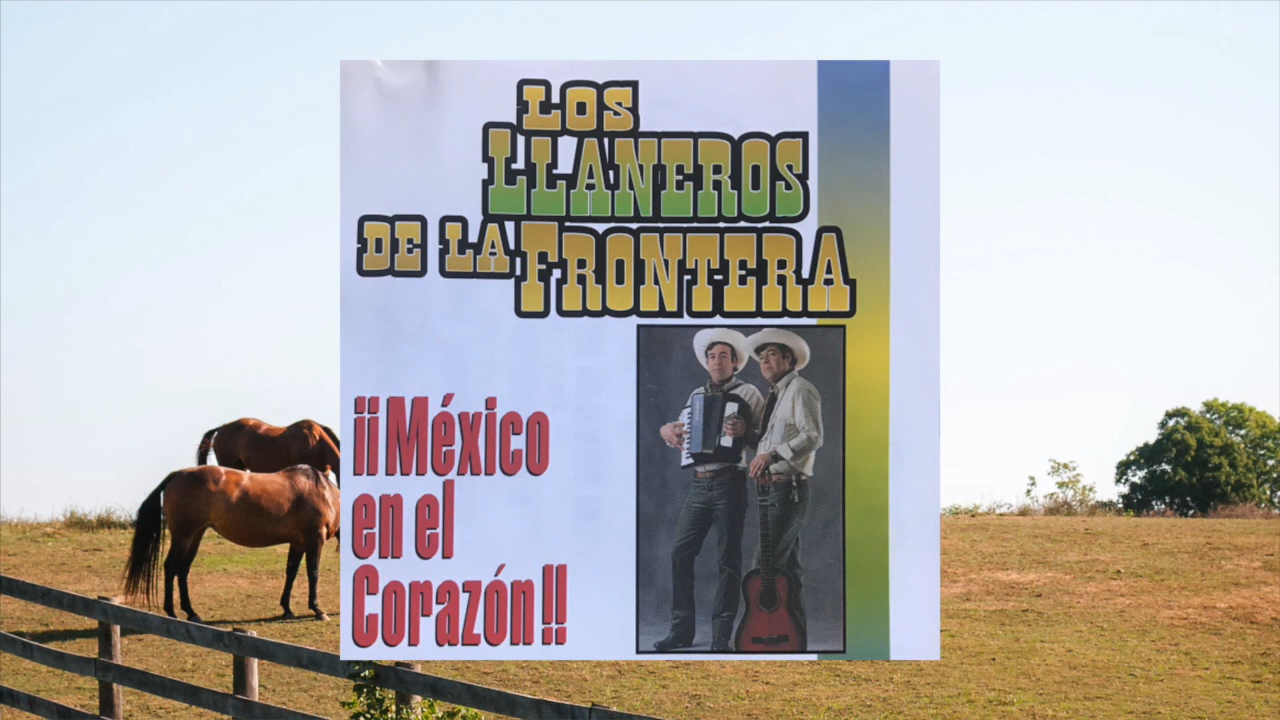 LOS
LLANEROS
DE LA FRONTERA
¡¡México
en el
Corazón!!